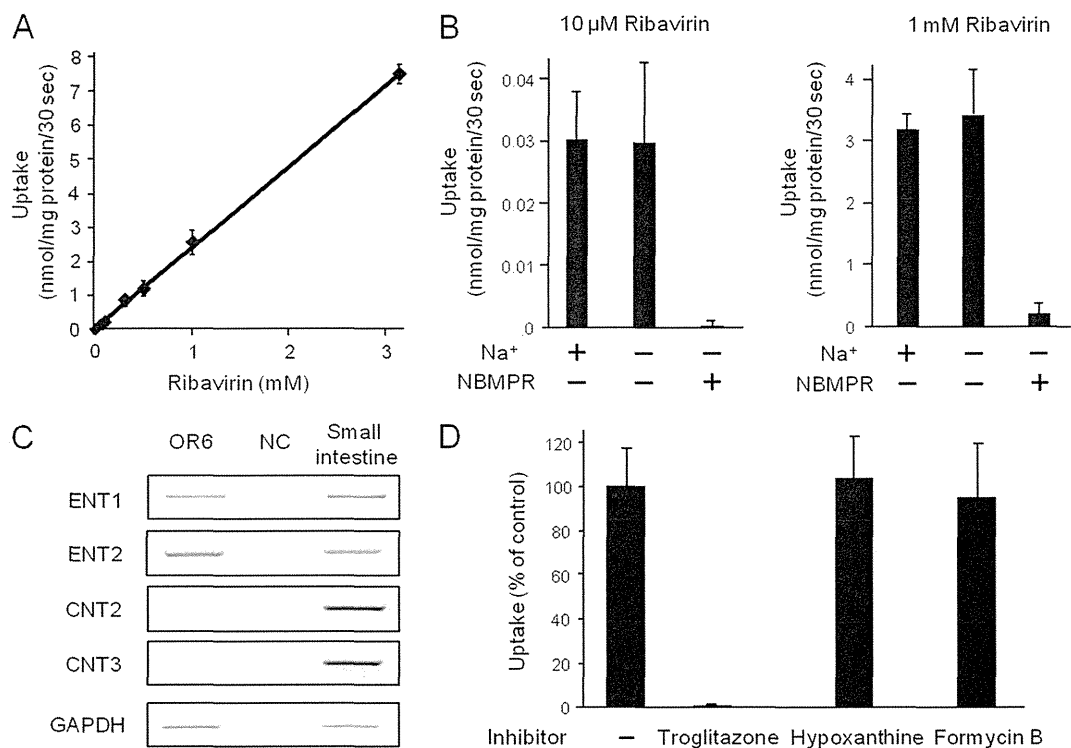 A
Uptake
(nmol/mg protein/30 sec)
8
7
6
5
4
3
2
1
0
0 1 2 3
Ribavirin (mM)
B
10 µM Ribavirin
Uptake
(nmol/mg protein/30 sec)
0.04
0.03
0.02
0.01
0
Na+ + − −
NBMPR − − +
1 mM Ribavirin
Uptake
(nmol/mg protein/30 sec)
4
3
2
1
0
Na+ + − −
NBMPR − − +
C
OR6 NC Small
intestine
ENT1
ENT2
CNT2
CNT3
GAPDH
D
Uptake (% of control)
120
100
80
60
40
20
0
Inhibitor − Troglitazone Hypoxanthine Formycin B